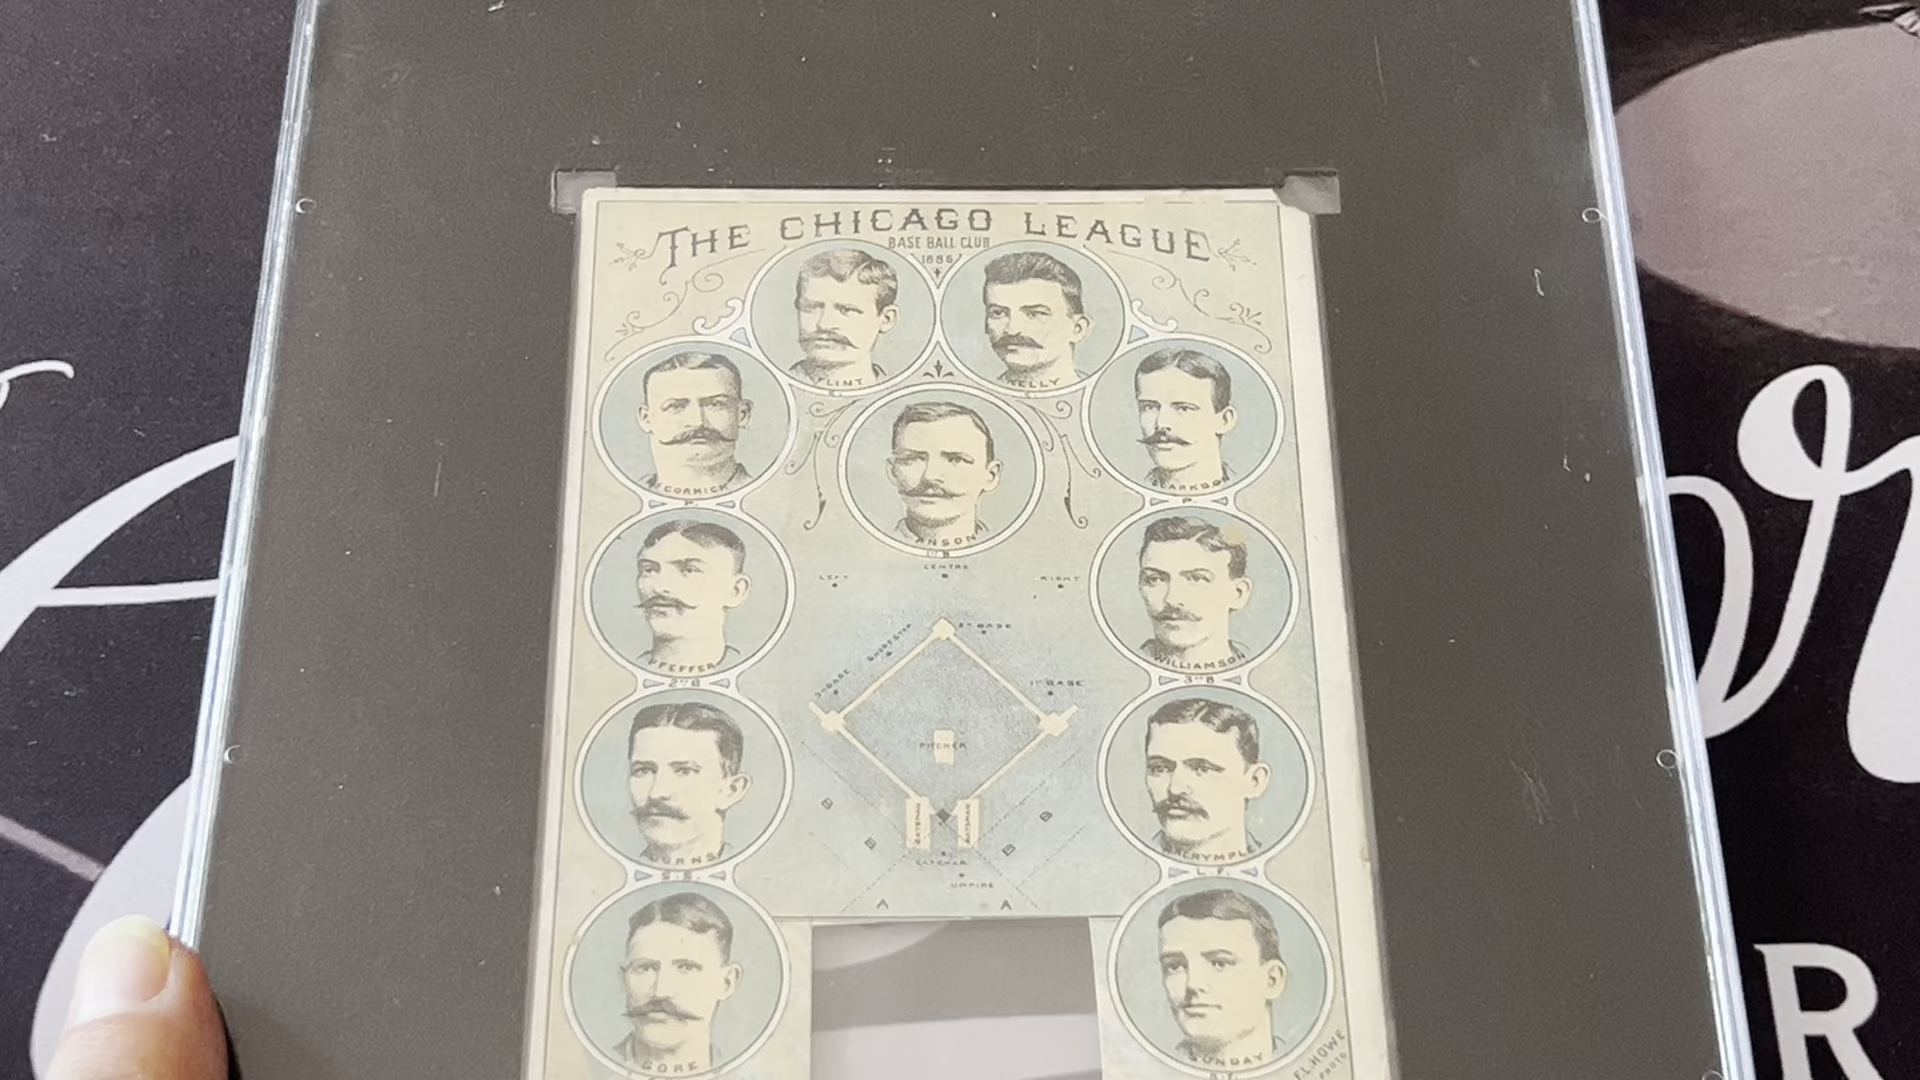 THE CHICAGO LEAGUE
BASE BALL CLUB
1886
FLINT
C.
KELLY
C.
McCORMICK
P.
CLARKSON
P.
ANSON
1ST B
PFEFFER
2ND B
WILLIAMSON
3RD B
LEFT
CENTRE
RIGHT
SHORTSTOP
2ND BASE
3RD BASE
1ST BASE
PITCHER
BATSMAN
BATSMAN
CATCHER
UMPIRE
B
B
B
B
A
A
BURNS
S.S.
DALRYMPLE
L.F.
GORE
SUNDAY
R.F.
F.L. HOWE
PHOTO
R